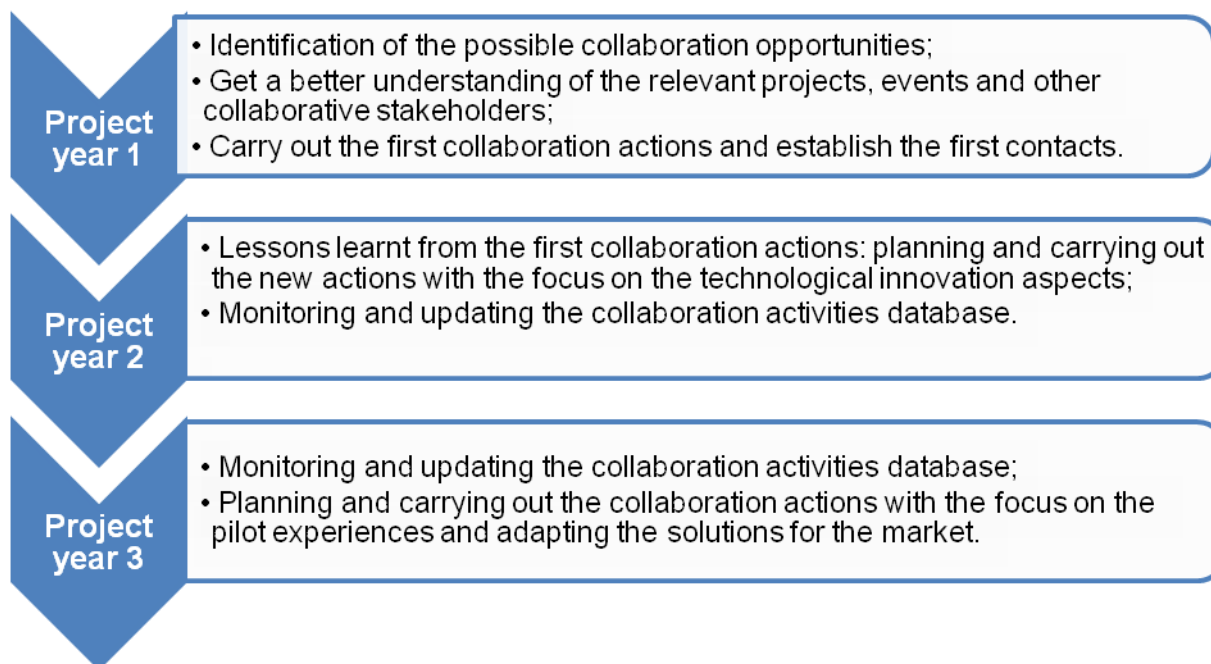 Project
year 1
• Identification of the possible collaboration opportunities;
• Get a better understanding of the relevant projects, events and other
collaborative stakeholders;
• Carry out the first collaboration actions and establish the first contacts.
Project
year 2
• Lessons learnt from the first collaboration actions: planning and carrying out
the new actions with the focus on the technological innovation aspects;
• Monitoring and updating the collaboration activities database.
Project
year 3
• Monitoring and updating the collaboration activities database;
• Planning and carrying out the collaboration actions with the focus on the
pilot experiences and adapting the solutions for the market.